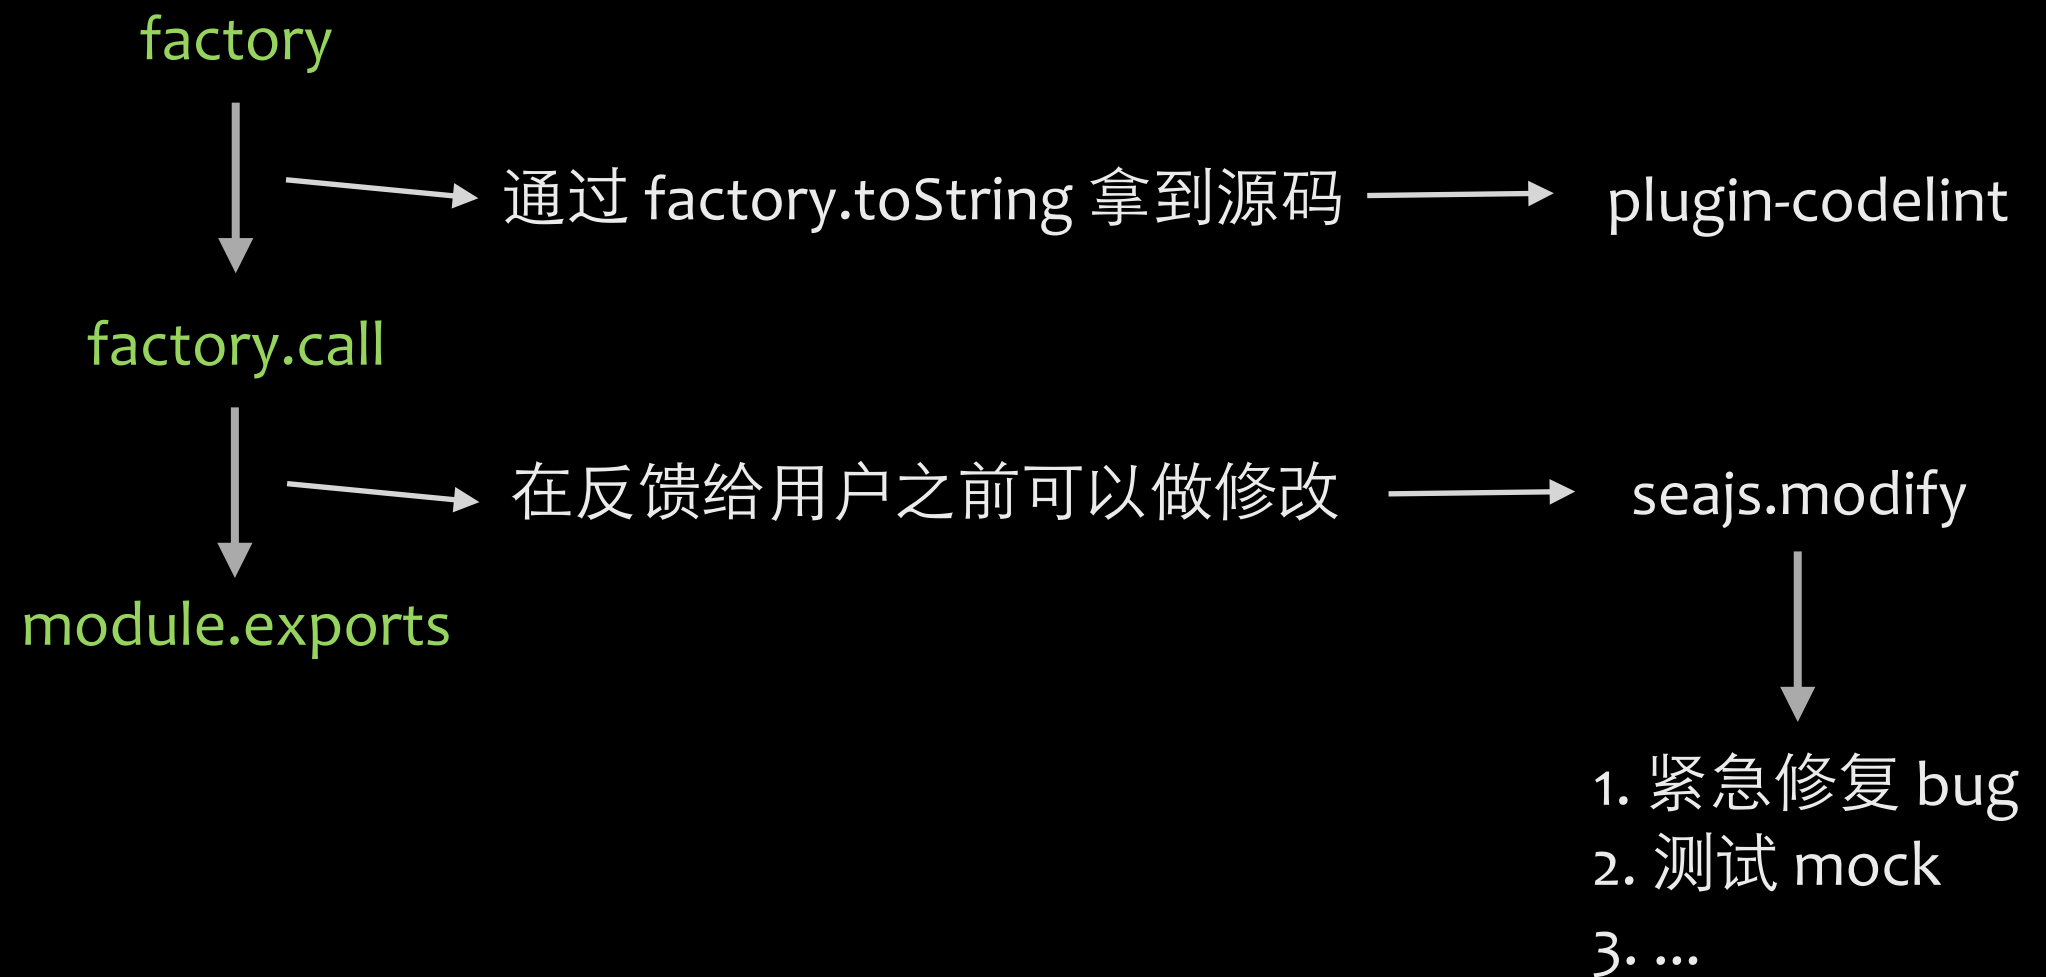 factory
通过 factory.toString 拿到源码
plugin-codelint
factory.call
在反馈给用户之前可以做修改
seajs.modify
module.exports
1. 紧急修复 bug
2. 测试 mock
3. ...